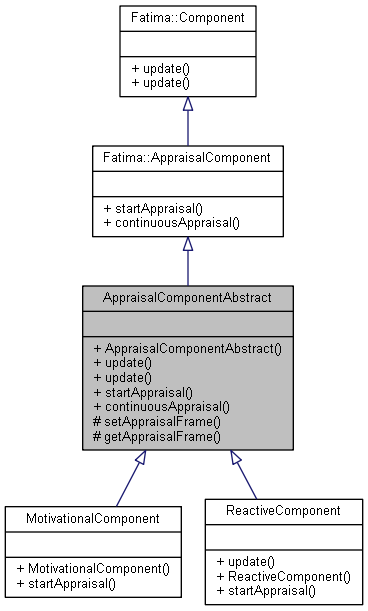 Fatima::Component
+ update()
+ update()
Fatima::AppraisalComponent
+ startAppraisal()
+ continuousAppraisal()
AppraisalComponentAbstract
+ AppraisalComponentAbstract()
+ update()
+ update()
+ startAppraisal()
+ continuousAppraisal()
# setAppraisalFrame()
# getAppraisalFrame()
MotivationalComponent
+ MotivationalComponent()
+ startAppraisal()
ReactiveComponent
+ update()
+ ReactiveComponent()
+ startAppraisal()